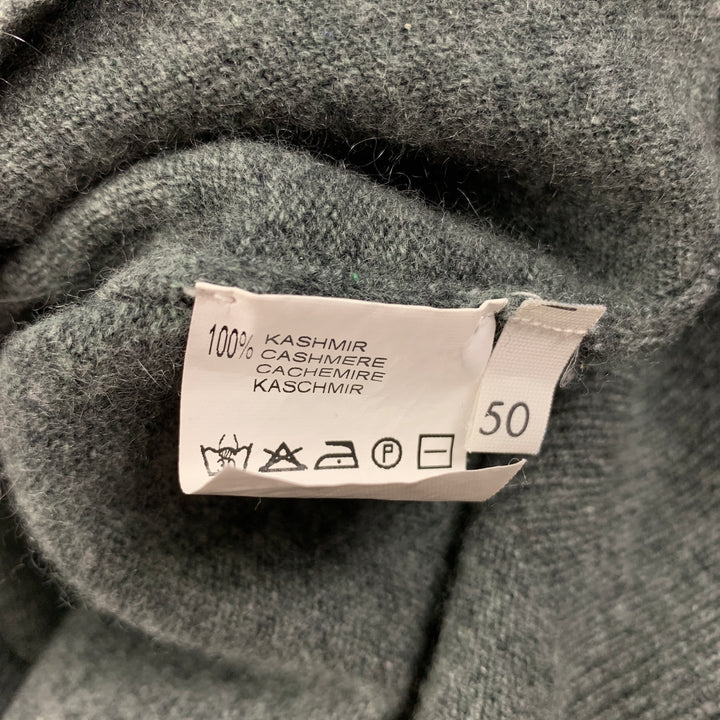 100% KASHMIR
CASHMERE
CACHEMIRE
KASCHMIR
P
50